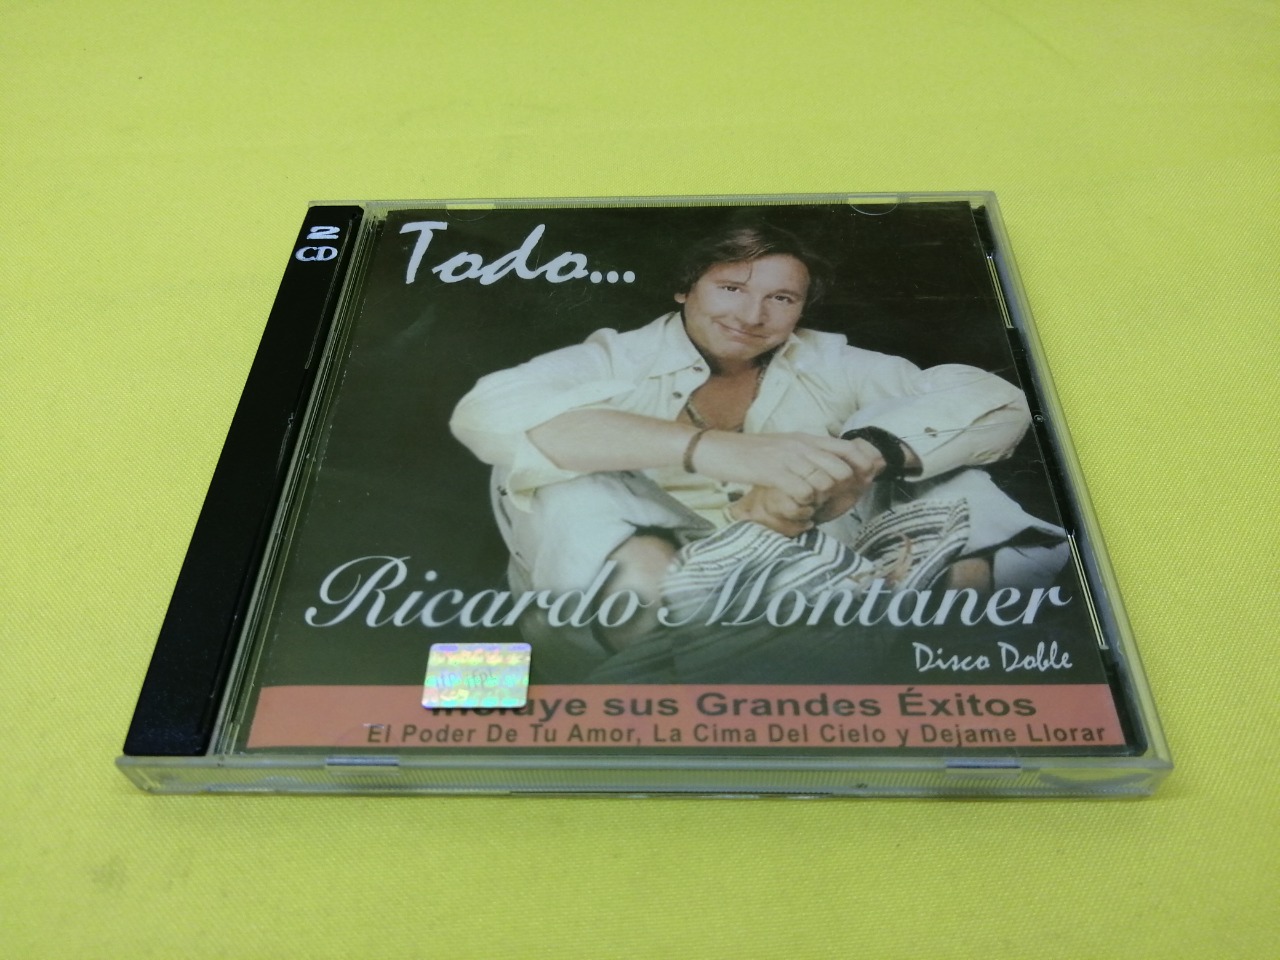 2
CD
Todo...
Ricardo Montaner
Disco Doble
Incluye sus Grandes Éxitos
El Poder De Tu Amor, La Cima Del Cielo y Dejame Llorar